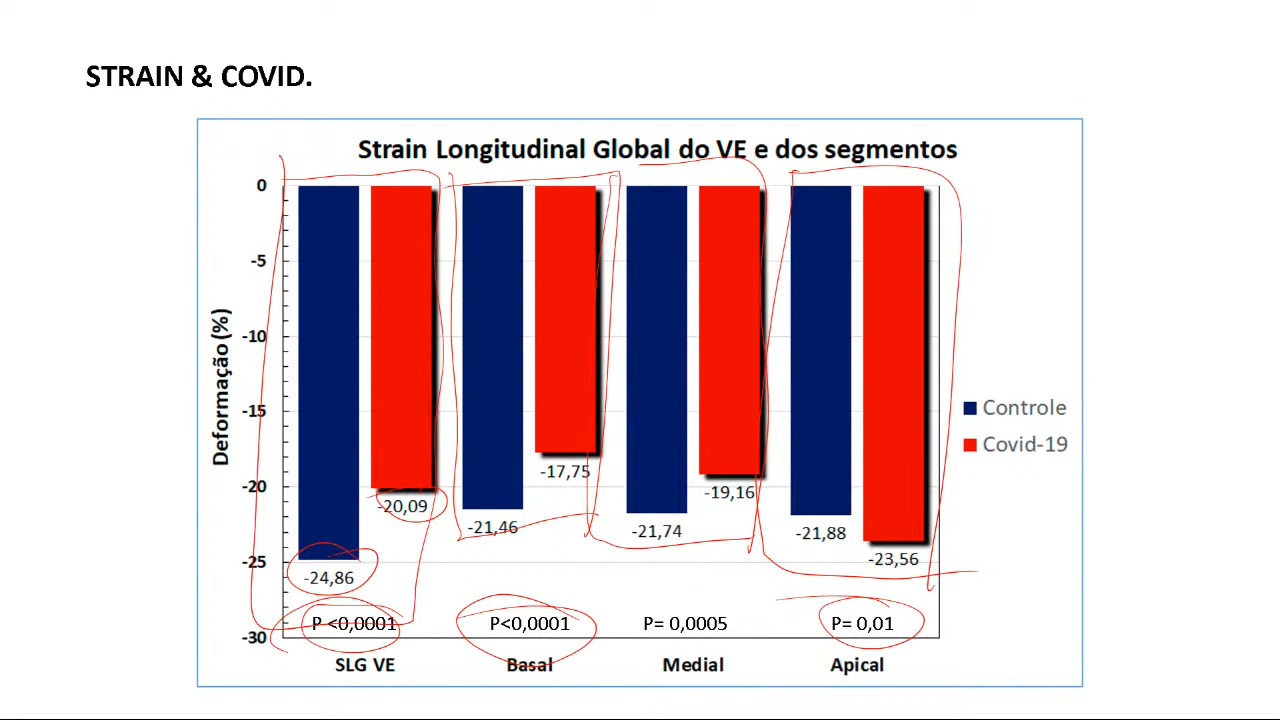 STRAIN & COVID.
Strain Longitudinal Global do VE e dos segmentos
0
-5
-10
-15
-20
-25
-30
Deformação (%)
-24,86
-20,09
-21,46
-17,75
-21,74
-19,16
-21,88
-23,56
P <0,0001
P<0,0001
P= 0,0005
P= 0,01
SLG VE
Basal
Medial
Apical
Controle
Covid-19